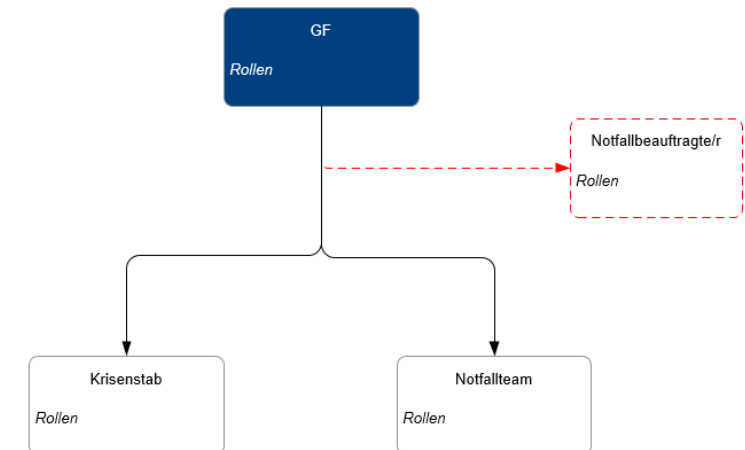 GF
Rollen
Notfallbeauftragte/r
Rollen
Krisenstab
Rollen
Notfallteam
Rollen